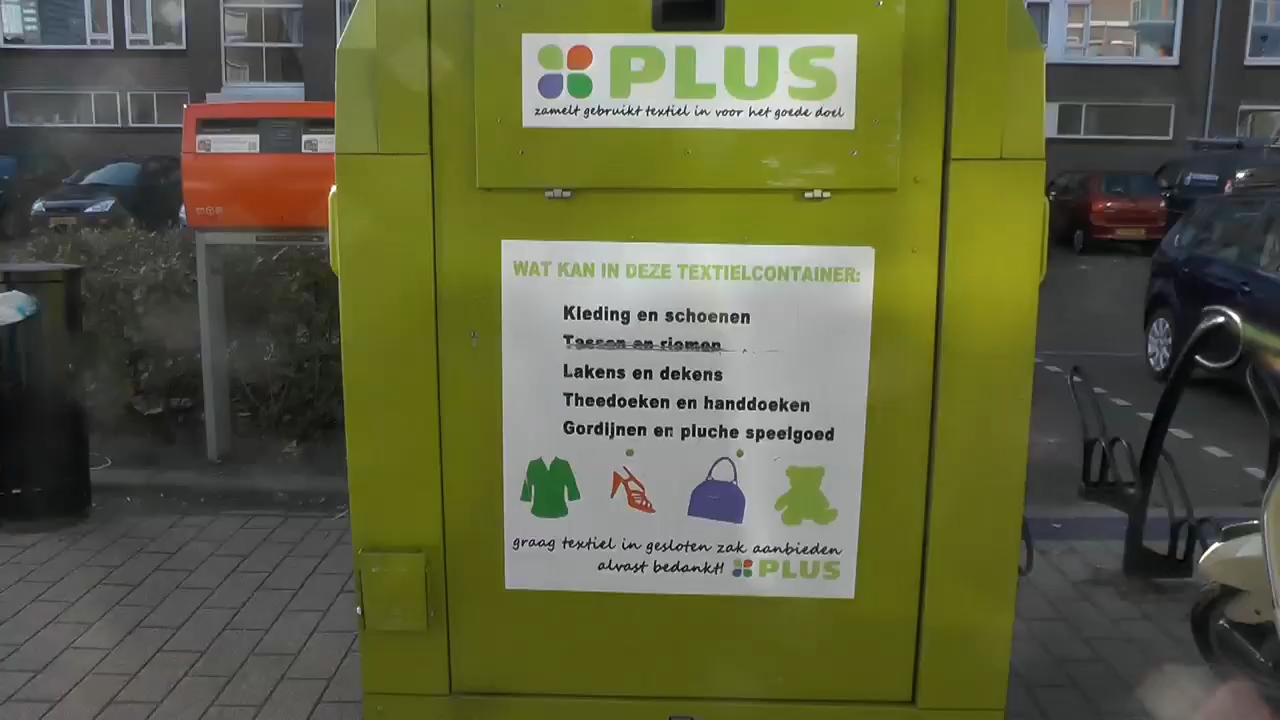 PLUS
zamelt gebruikt textiel in voor het goede doel
WAT KAN IN DEZE TEXTIELCONTAINER:
Kleding en schoenen
Tassen en riemen
Lakens en dekens
Theedoeken en handdoeken
Gordijnen en pluche speelgoed
graag textiel in gesloten zak aanbieden
alvast bedankt! PLUS